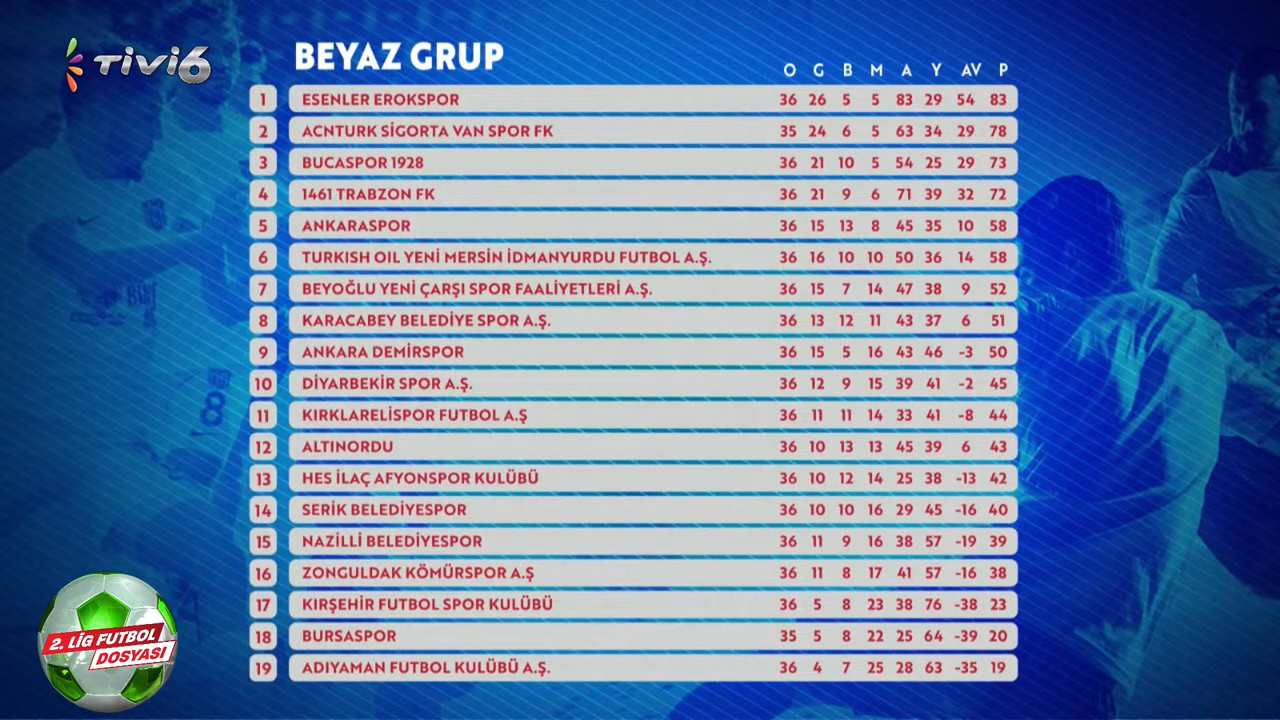 TiVi 6
BEYAZ GRUP
O G B M A Y AV P
1 ESENLER EROKSPOR 36 26 5 5 83 29 54 83
2 ACNTURK SİGORTA VAN SPOR FK 35 24 6 5 63 34 29 78
3 BUCASPOR 1928 36 21 10 5 54 25 29 73
4 1461 TRABZON FK 36 21 9 6 71 39 32 72
5 ANKARASPOR 36 15 13 8 45 35 10 58
6 TURKISH OIL YENİ MERSİN İDMANYURDU FUTBOL A.Ş. 36 16 10 10 50 36 14 58
7 BEYOĞLU YENİ ÇARŞI SPOR FAALİYETLERİ A.Ş. 36 15 7 14 47 38 9 52
8 KARACABEY BELEDİYE SPOR A.Ş. 36 13 12 11 43 37 6 51
9 ANKARA DEMİRSPOR 36 15 5 16 43 46 -3 50
10 DİYARBEKİR SPOR A.Ş. 36 12 9 15 39 41 -2 45
11 KIRKLARELİSPOR FUTBOL A.Ş 36 11 11 14 33 41 -8 44
12 ALTINORDU 36 10 13 13 45 39 6 43
13 HES İLAÇ AFYONSPOR KULÜBÜ 36 10 12 14 25 38 -13 42
14 SERİK BELEDİYESPOR 36 10 10 16 29 45 -16 40
15 NAZİLLİ BELEDİYESPOR 36 11 9 16 38 57 -19 39
16 ZONGULDAK KÖMÜRSPOR A.Ş 36 11 8 17 41 57 -16 38
17 KIRŞEHİR FUTBOL SPOR KULÜBÜ 36 5 8 23 38 76 -38 23
18 BURSASPOR 35 5 8 22 25 64 -39 20
19 ADIYAMAN FUTBOL KULÜBÜ A.Ş. 36 4 7 25 28 63 -35 19
2. LİG FUTBOL
DOSYASI